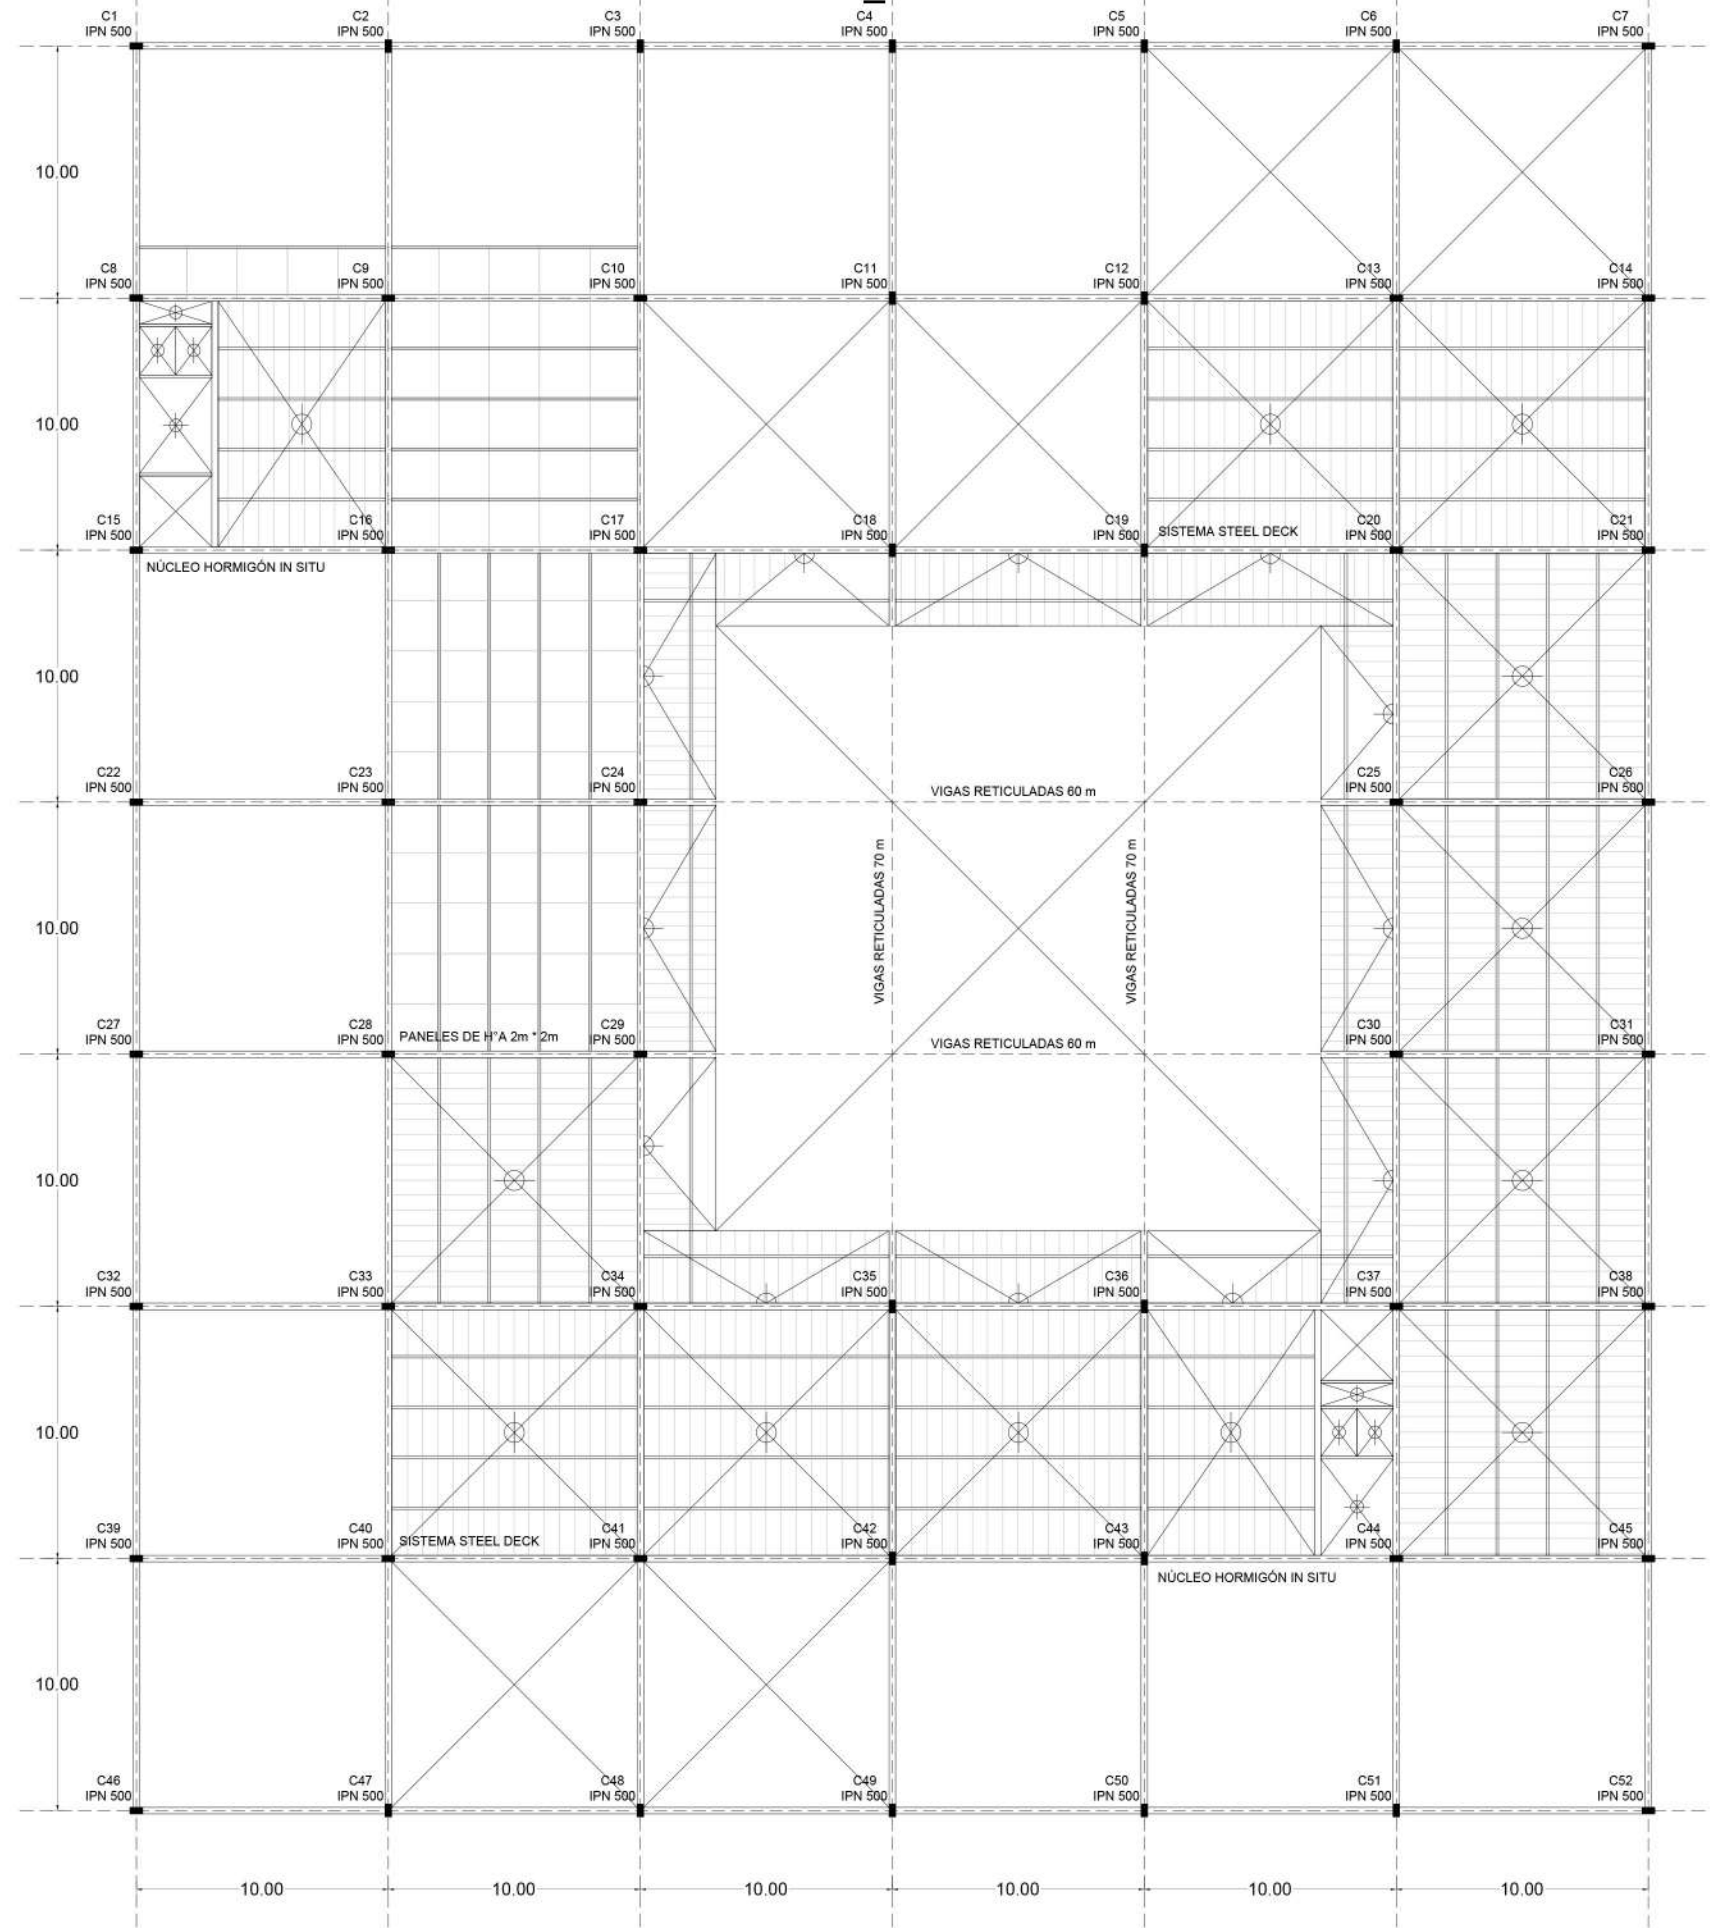 C1 C2 C3 C4 C5 C6 C7
IPN 500 IPN 500 IPN 500 IPN 500 IPN 500 IPN 500 IPN 500
10.00
C8 C9 C10 C11 C12 C13 C14
IPN 500 IPN 500 IPN 500 IPN 500 IPN 500 IPN 500 IPN 500
10.00
C15 C16 C17 C18 C19 C20 C21
IPN 500 IPN 500 IPN 500 IPN 500 IPN 500 SISTEMA STEEL DECK IPN 500 IPN 500
NÚCLEO HORMIGÓN IN SITU
10.00
C22 C23 C24 C25 C26
IPN 500 IPN 500 IPN 500 VIGAS RETICULADAS 60 m IPN 500 IPN 500
VIGAS RETICULADAS 70 m
VIGAS RETICULADAS 70 m
10.00
C27 C28 C29 C30 C31
IPN 500 IPN 500 PANELES DE H°A 2m * 2m IPN 500 VIGAS RETICULADAS 60 m IPN 500 IPN 500
10.00
C32 C33 C34 C35 C36 C37 C38
IPN 500 IPN 500 IPN 500 IPN 500 IPN 500 IPN 500 IPN 500
10.00
C39 C40 C41 C42 C43 C44 C45
IPN 500 IPN 500 SISTEMA STEEL DECK IPN 500 IPN 500 IPN 500 IPN 500 IPN 500
NÚCLEO HORMIGÓN IN SITU
10.00
C46 C47 C48 C49 C50 C51 C52
IPN 500 IPN 500 IPN 500 IPN 500 IPN 500 IPN 500 IPN 500
10.00 10.00 10.00 10.00 10.00 10.00